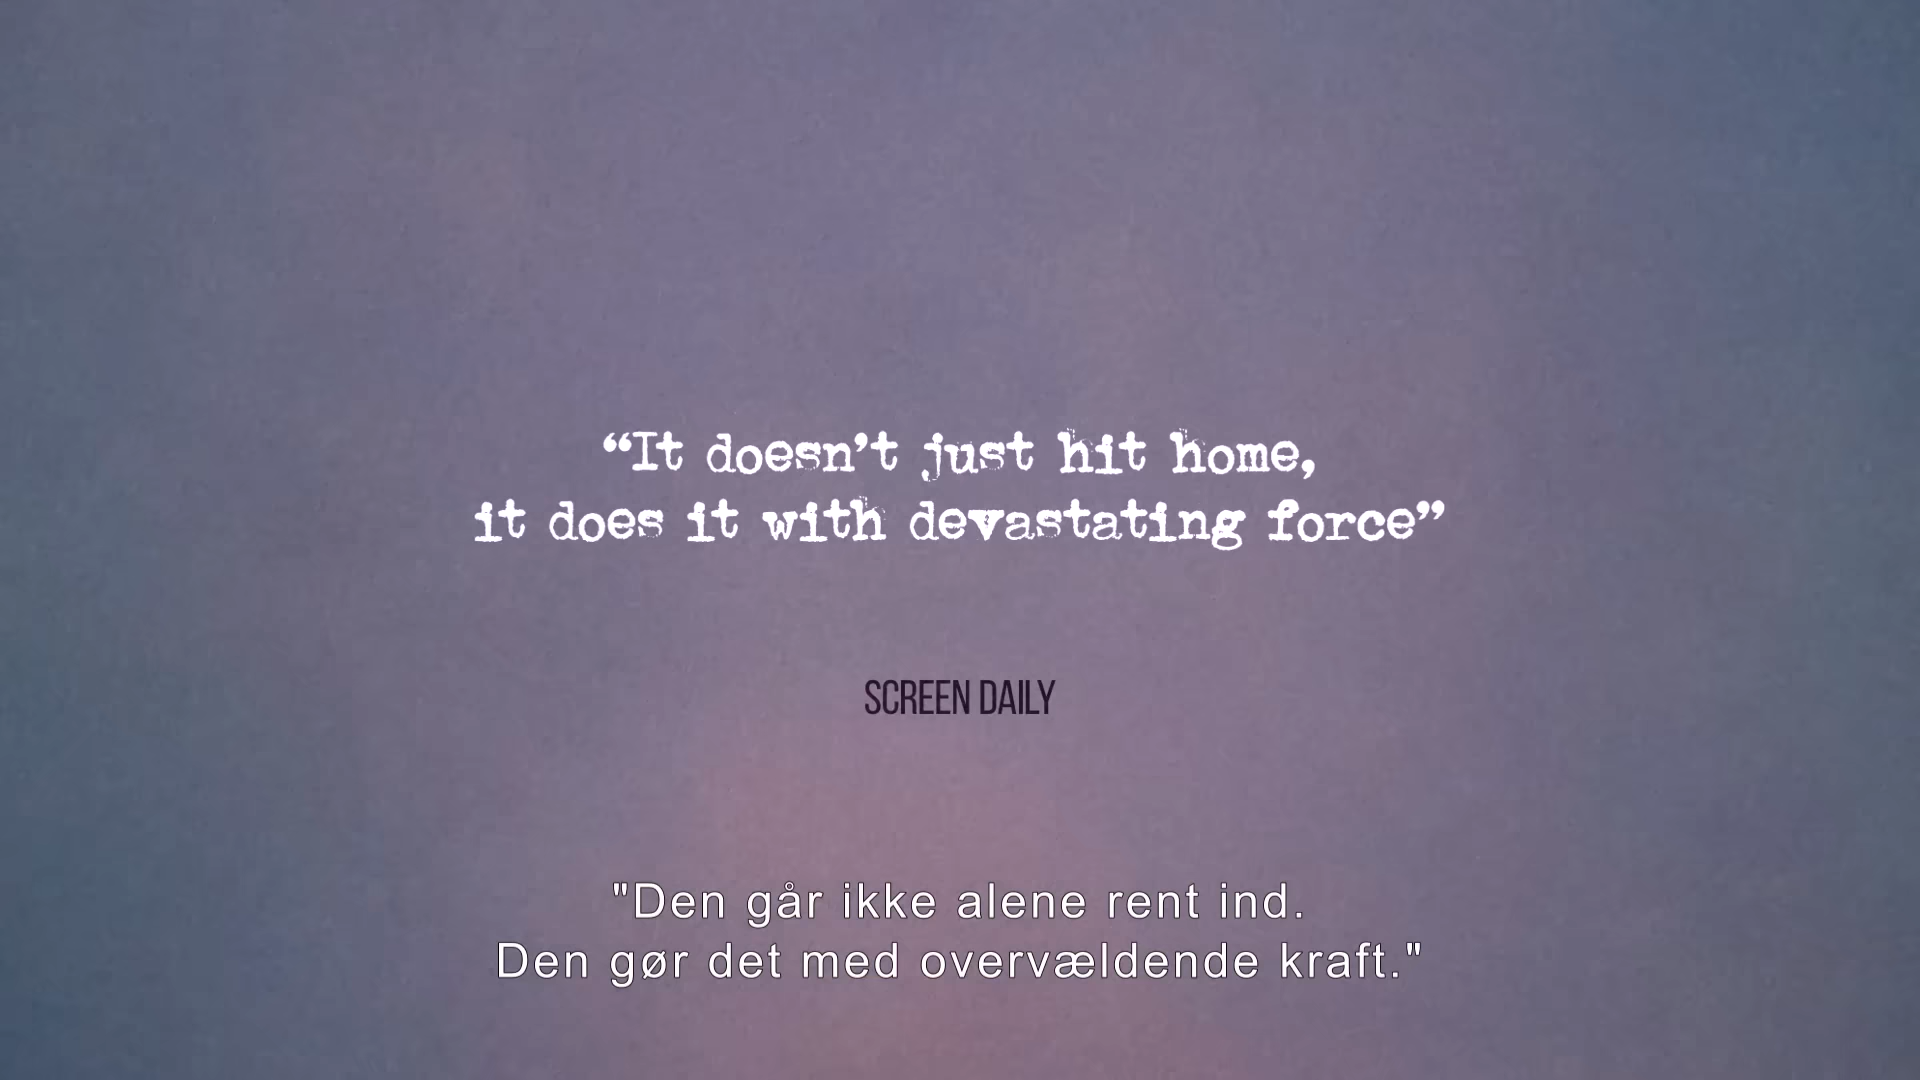 “It doesn’t just hit home,
it does it with devastating force”
SCREEN DAILY
"Den går ikke alene rent ind.
Den gør det med overvældende kraft."